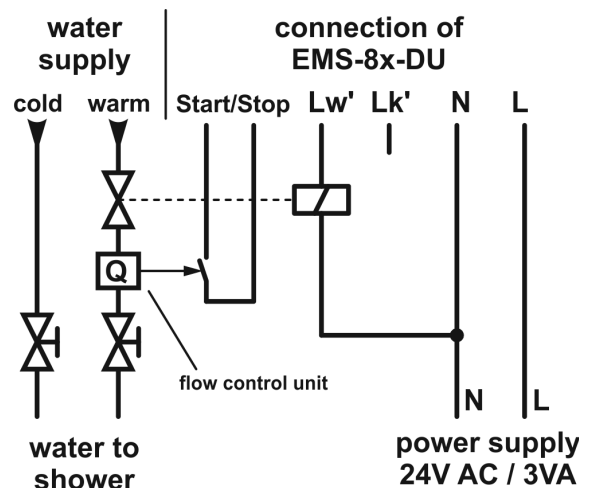 water
supply
connection of
EMS-8x-DU
cold warm Start/Stop Lw' Lk' N L
Q
flow control unit
N L
water to
shower
power supply
24V AC / 3VA